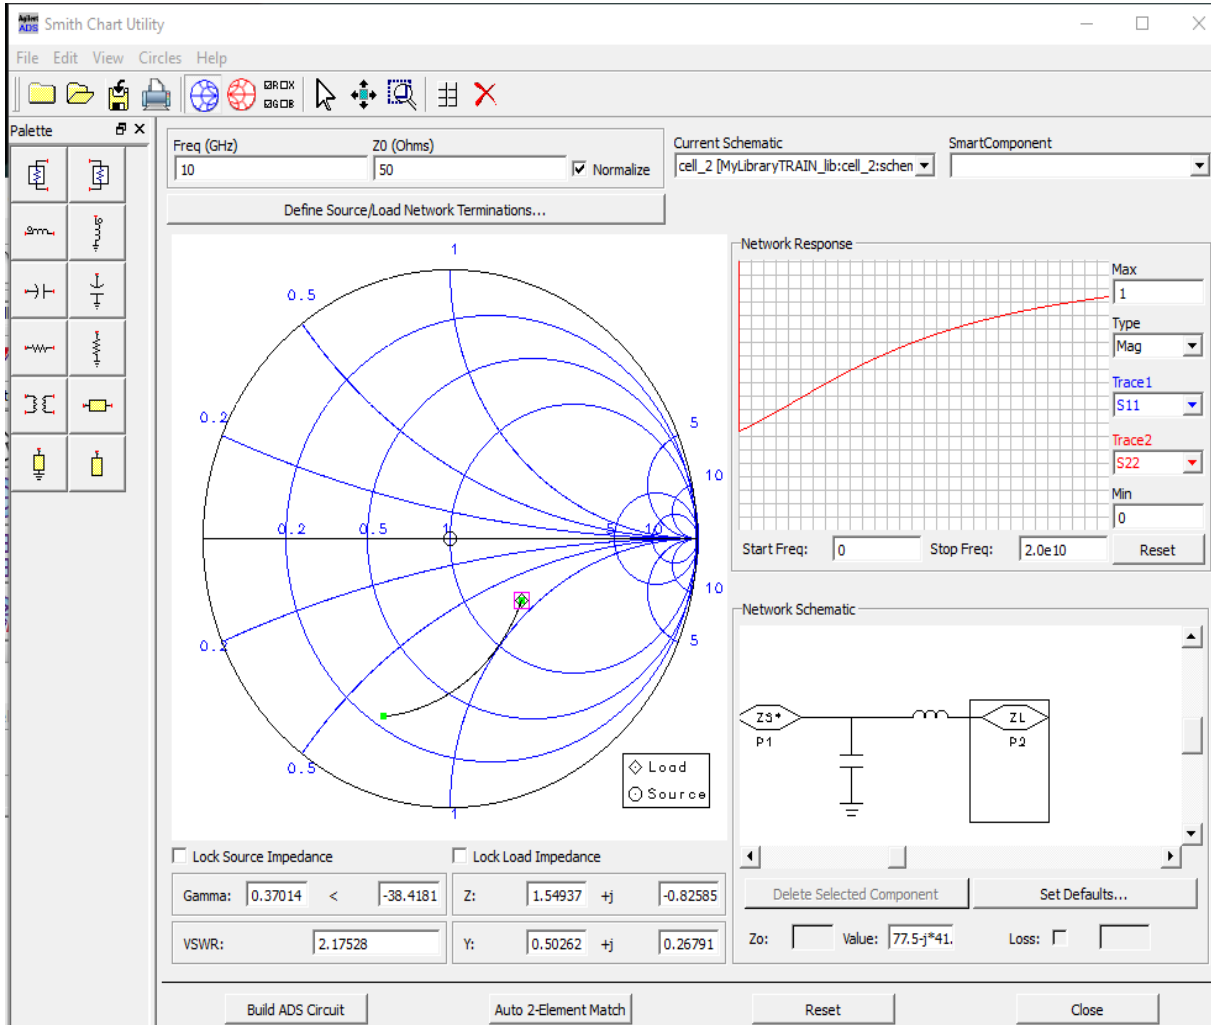 Agilent
ADS
Smith Chart Utility
File Edit View Circles Help
Palette
Freq (GHz)
10
Z0 (Ohms)
50
Normalize
Current Schematic
cell_2 [MyLibraryTRAIN_lib:cell_2:schen
SmartComponent
Define Source/Load Network Terminations...
1
0.5
0.2
5
10
0.2 0.5 1 5 10
10
5
0.2
0.5
1
Load
Source
Network Response
Max
1
Type
Mag
Trace1
S11
Trace2
S22
Min
0
Start Freq: 0 Stop Freq: 2.0e10 Reset
Network Schematic
ZS*
P1
ZL
P2
Lock Source Impedance
Lock Load Impedance
Gamma: 0.37014 < -38.4181
Z: 1.54937 +j -0.82585
VSWR: 2.17528
Y: 0.50262 +j 0.26791
Delete Selected Component
Set Defaults...
Zo: Value: 77.5-j*41. Loss:
Build ADS Circuit
Auto 2-Element Match
Reset
Close